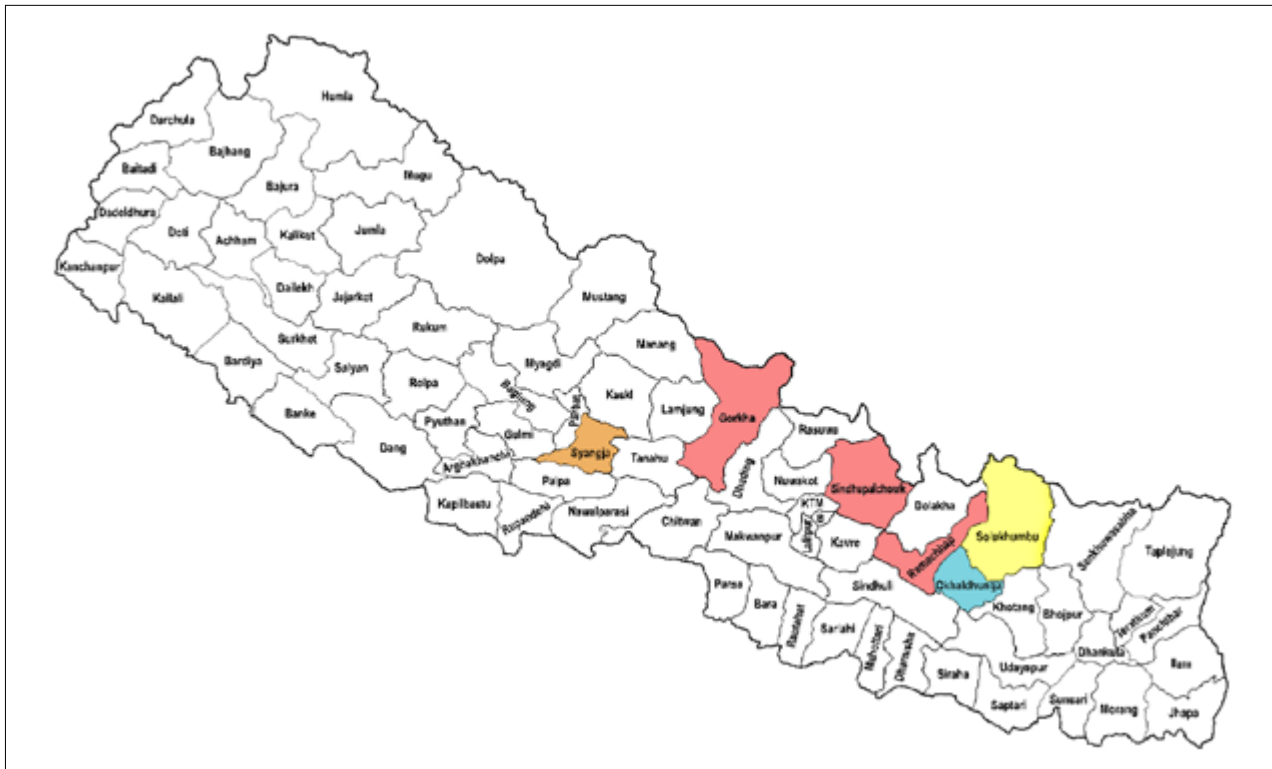 Humla
Darchula
Bajhang
Baitadi
Mugu
Bajura
Dadeldhura
Doti
Achham
Kalikot
Jumla
Kanchanpur
Dolpa
Kailali
Dailekh
Jajarkot
Mustang
Surkhet
Rukum
Manang
Bardiya
Salyan
Myagdi
Rolpa
Kaski
Banke
Parbat
Lamjung
Gorkha
Pyuthan
Gulmi
Rasuwa
Dang
Syangja
Tanahu
Arghakhanchi
Dhading
Nuwakot
Sindhupalchouk
Palpa
Dolakha
Kapilbastu
Rupandehi
Nawalparasi
KTM
Solukhumbu
Chitwan
Makwanpur
Lalitpur
Kavre
Ramechhap
Sankhuwasabha
Taplejung
Parsa
Sindhuli
Okhaldhunga
Bara
Khotang
Bhojpur
Rautahat
Sarlahi
Mahottari
Dhanusha
Terathum
Panchthar
Dhankuta
Siraha
Udayapur
Ilam
Saptari
Sunsari
Morang
Jhapa